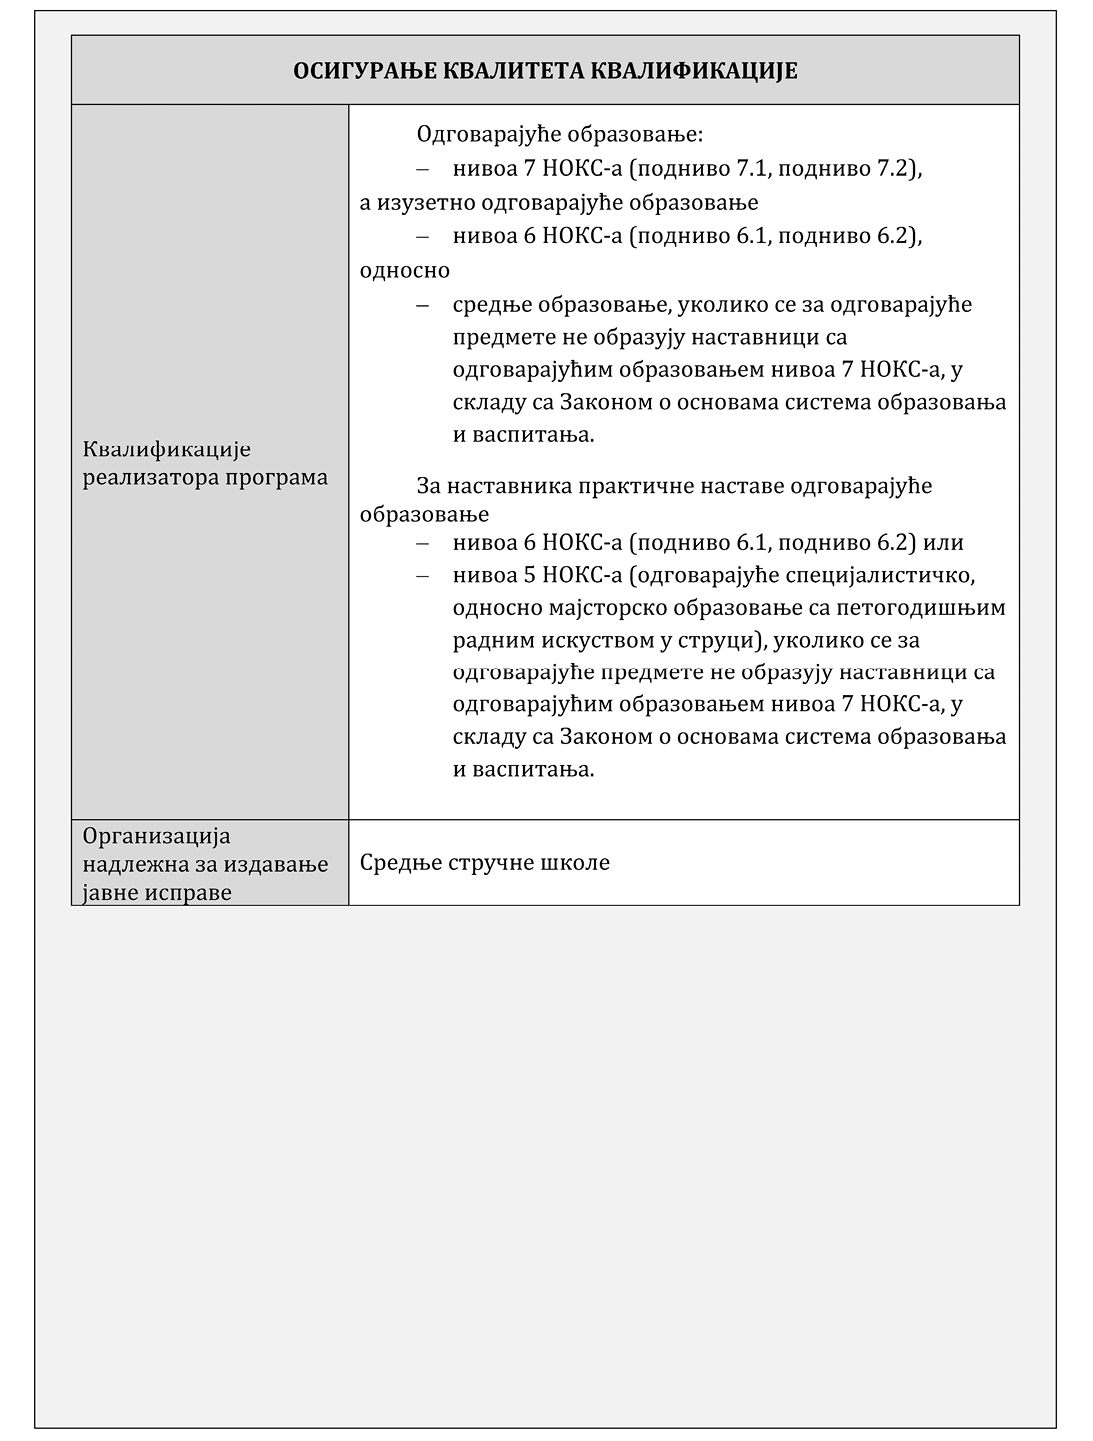 ОСИГУРАЊЕ КВАЛИТЕТА КВАЛИФИКАЦИЈЕ
Квалификације
реализатора програма
Одговарајуће образовање:
– нивоа 7 НОКС-а (подниво 7.1, подниво 7.2),
а изузетно одговарајуће образовање
– нивоа 6 НОКС-а (подниво 6.1, подниво 6.2),
односно
– средње образовање, уколико се за одговарајуће
предмете не образују наставници са
одговарајућим образовањем нивоа 7 НОКС-а, у
складу са Законом о основама система образовања
и васпитања.
За наставника практичне наставе одговарајуће
образовање
– нивоа 6 НОКС-а (подниво 6.1, подниво 6.2) или
– нивоа 5 НОКС-а (одговарајуће специјалистичко,
односно мајсторско образовање са петогодишњим
радним искуством у струци), уколико се за
одговарајуће предмете не образују наставници са
одговарајућим образовањем нивоа 7 НОКС-а, у
складу са Законом о основама система образовања
и васпитања.
Организација
надлежна за издавање
јавне исправе
Средње стручне школе